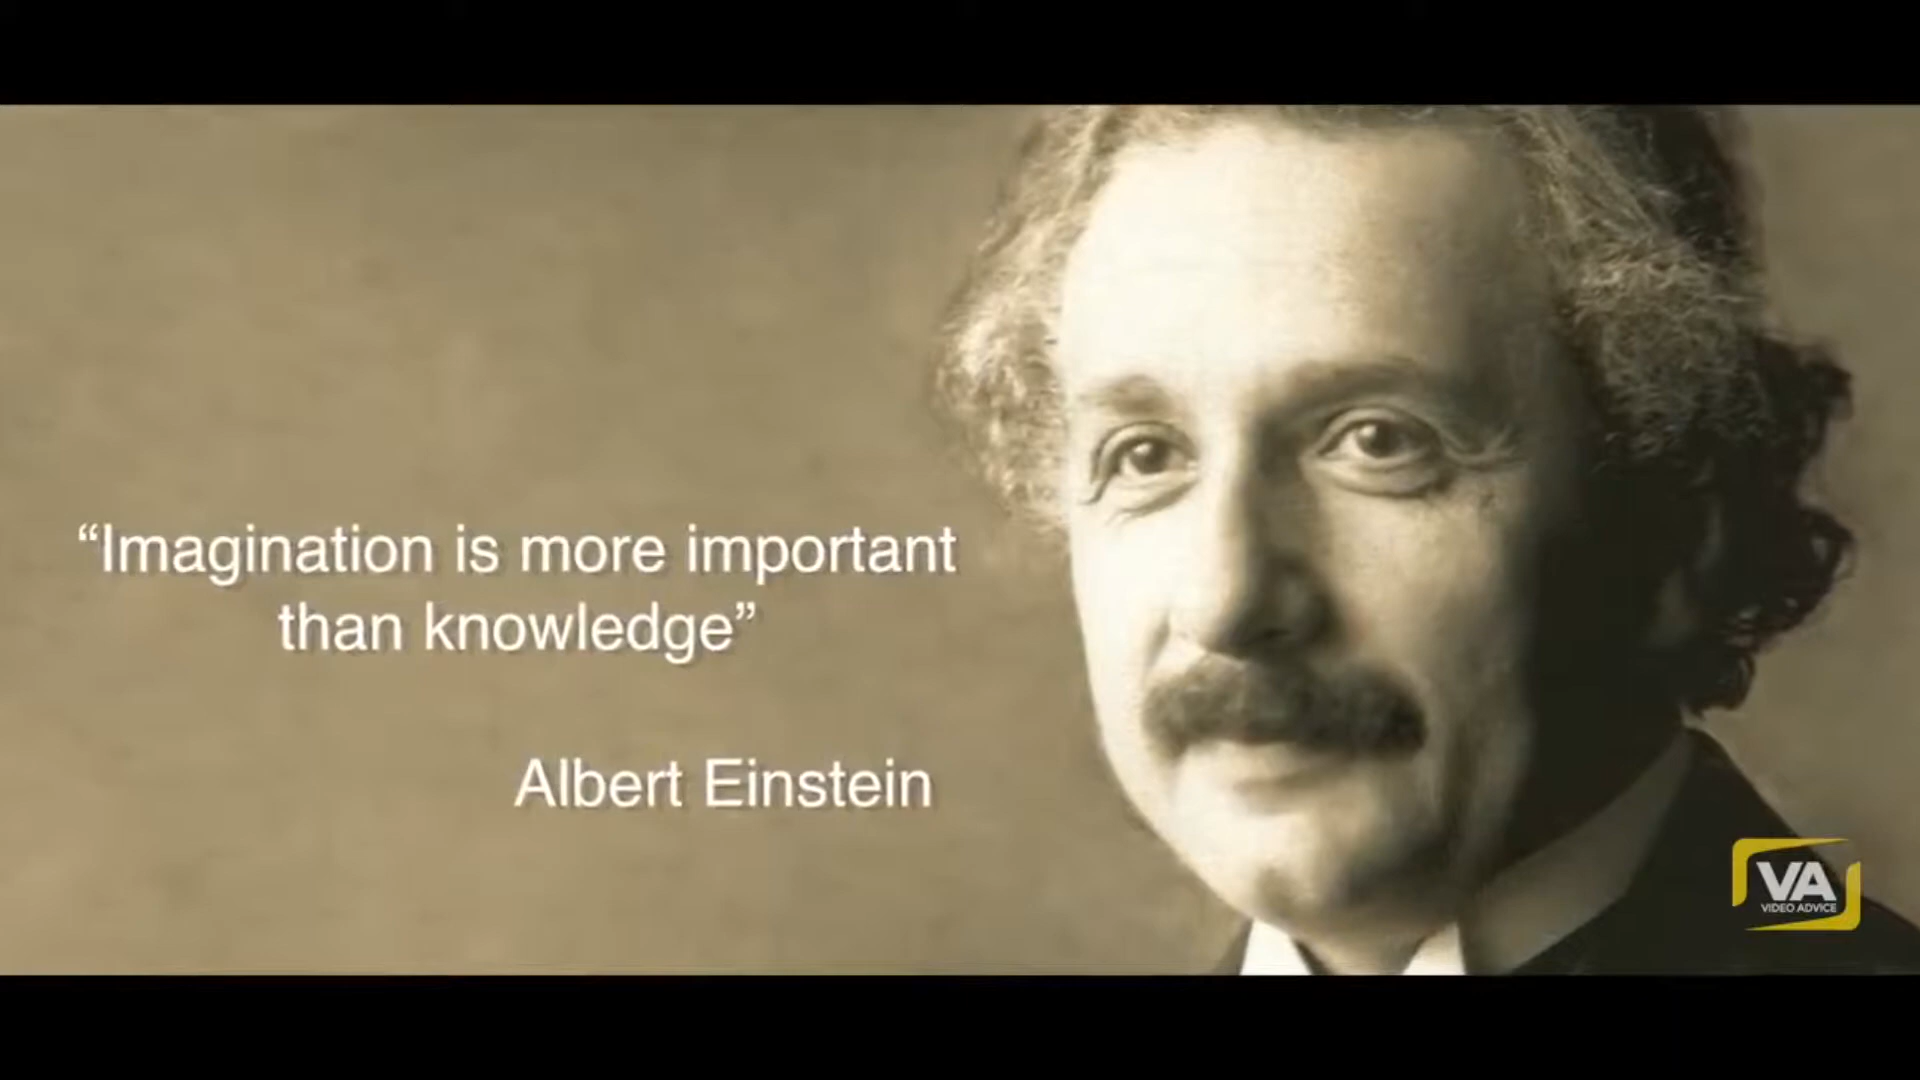 “Imagination is more important
than knowledge”
Albert Einstein
VA
VIDEO ADVICE